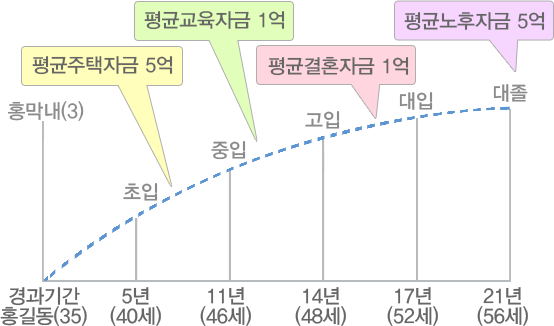 평균교육자금 1억
평균노후자금 5억
평균주택자금 5억
평균결혼자금 1억
홍막내(3)
초입
중입
고입
대입
대졸
경과기간
홍길동(35)
5년
(40세)
11년
(46세)
14년
(48세)
17년
(52세)
21년
(56세)